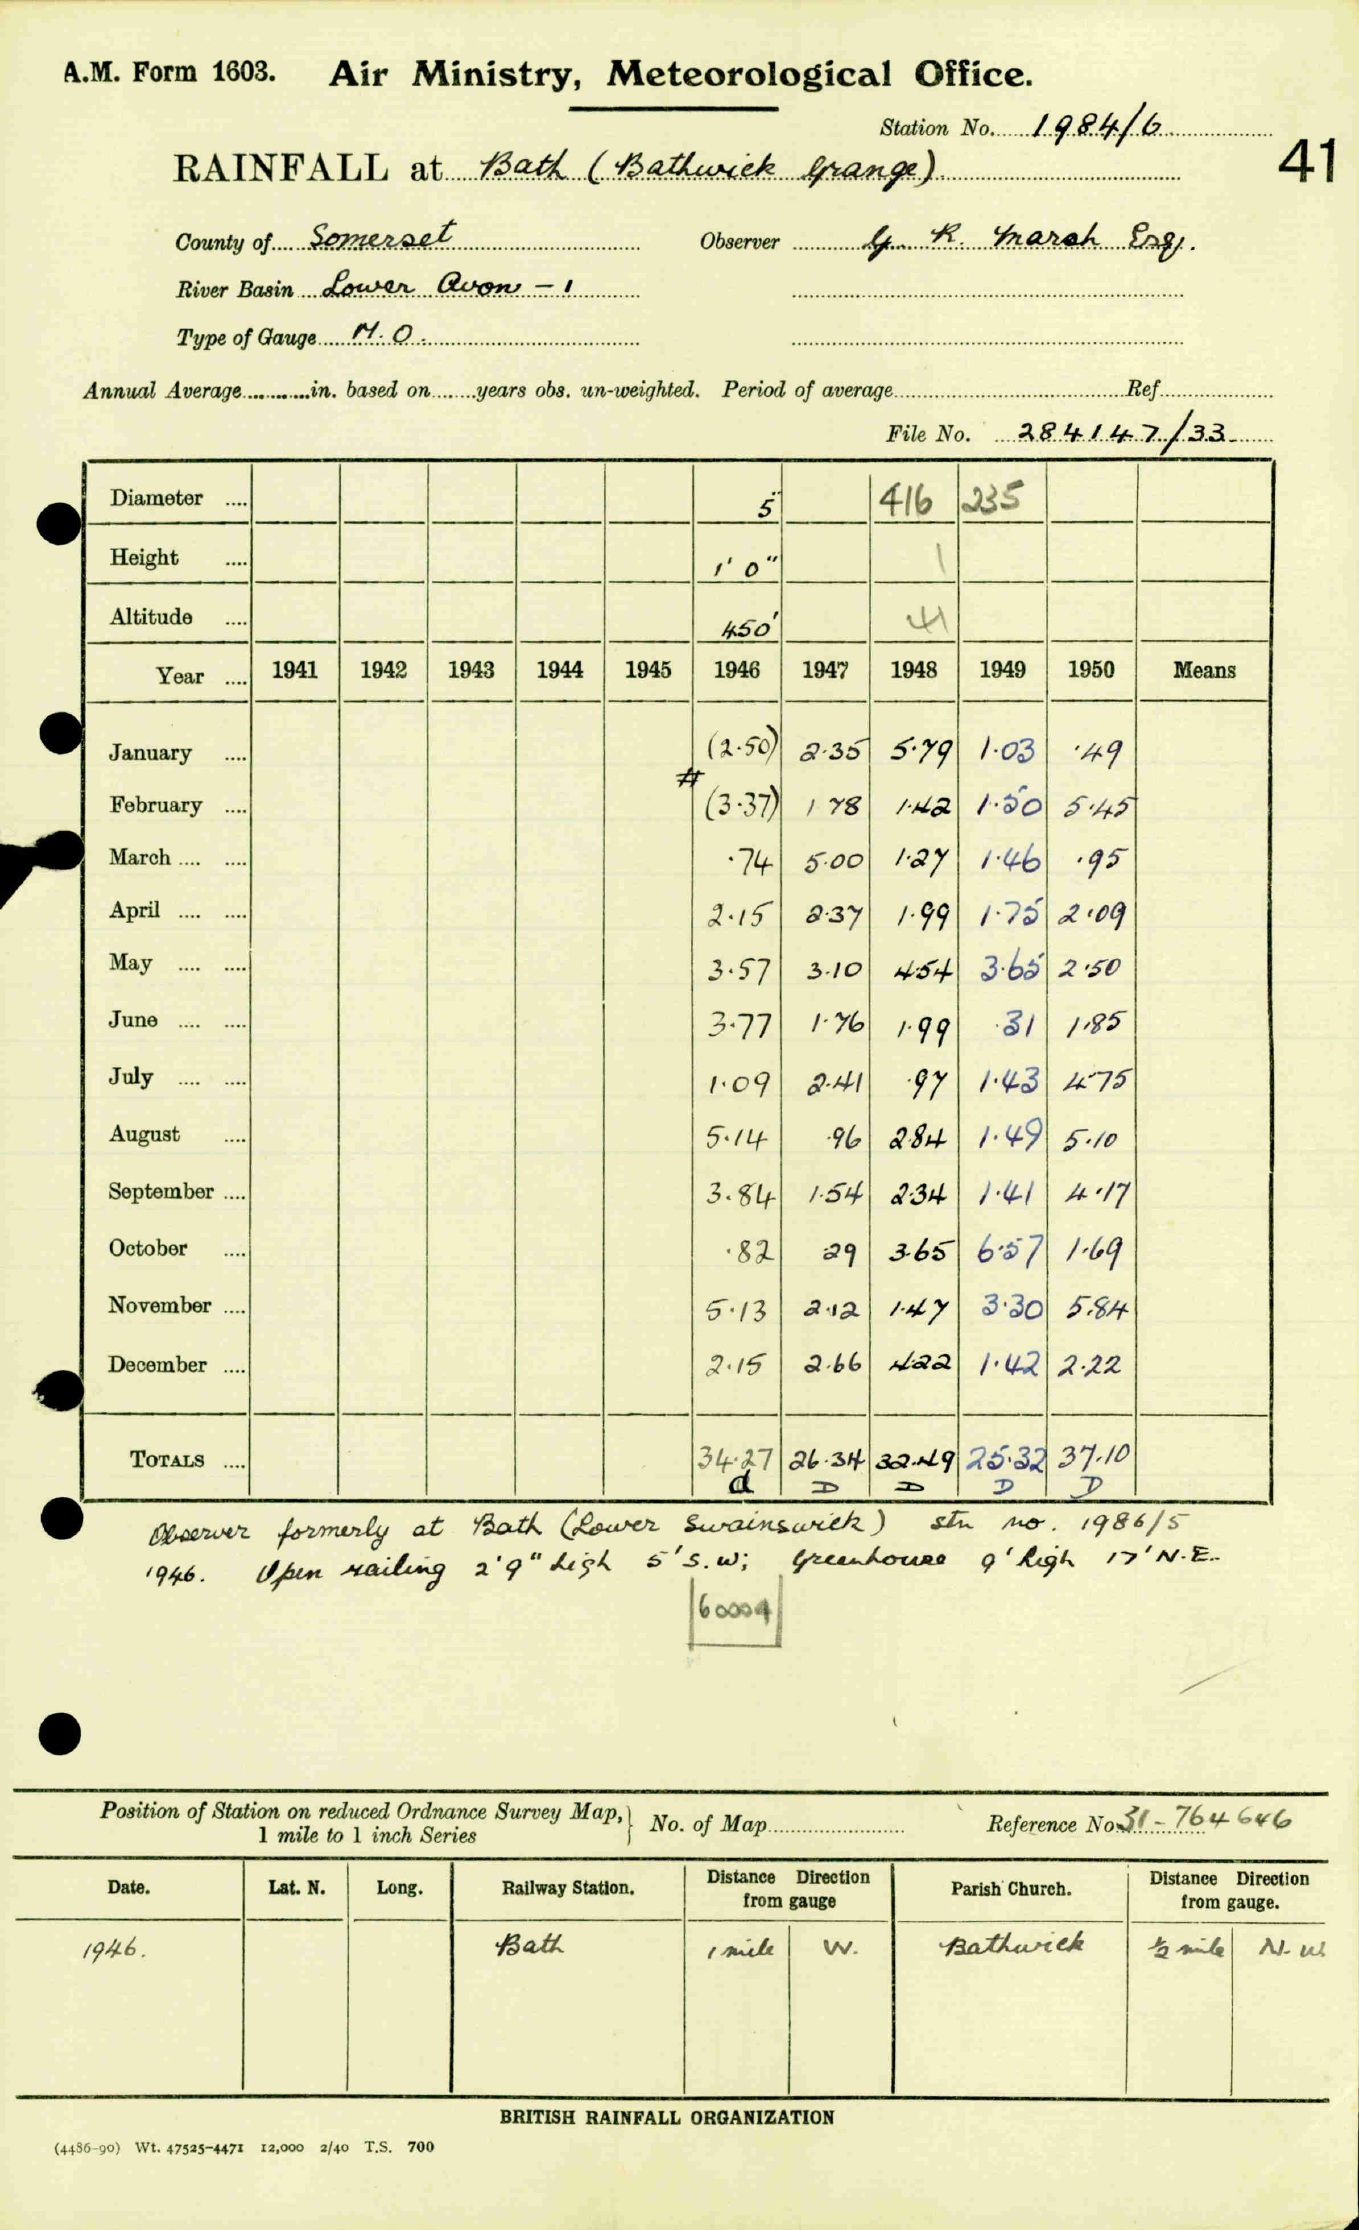 A.M. Form 1603. Air Ministry, Meteorological Office.
Station No. 1984/6
41
RAINFALL at Bath (Bathwick Grange)
County of Somerset Observer G. R. Marsh Esq.
River Basin Lower Avon – 1
Type of Gauge M.O.
Annual Average............in. based on........years obs. un-weighted. Period of average Ref
File No. 284147/33
Diameter .... 5" 416 235
Height .... 1' 0" 1
Altitude .... 450' 41
Year .... 1941 1942 1943 1944 1945 1946 1947 1948 1949 1950 Means
January .... (2.50) 2.35 5.79 1.03 .49
#
February .... (3.37) 1 78 1.42 1.50 5.45
March .... .... .74 5.00 1.27 1.46 .95
April .... .... 2.15 2.37 1.99 1.75 2.09
May .... .... 3.57 3.10 4.54 3.65 2.50
June .... .... 3.77 1.76 1.99 .31 1.85
July .... .... 1.09 2.41 .97 1.43 4.75
August .... 5.14 .96 2.84 1.49 5.10
September .... 3.84 1.54 2.34 1.41 4.17
October .... .82 .29 3.65 6.57 1.69
November .... 5.13 2.12 1.47 3.30 5.84
December .... 2.15 2.66 4.22 1.42 2.22
TOTALS .... 34.27 26.34 32.49 25.32 37.10
d D D D D
Observer formerly at Bath (Lower Swainswick) stn no. 1986/5
1946. Open railing 2'9" high 5' S.W; Greenhouse 9' high 17' N.E.
60004
Position of Station on reduced Ordnance Survey Map, 1 mile to 1 inch Series } No. of Map Reference No. 31-764646
Date. Lat. N. Long. Railway Station. Distance from gauge Direction Parish Church. Distance from gauge. Direction
1946. Bath 1 mile W. Bathwick ½ mile N.W.
BRITISH RAINFALL ORGANIZATION
(4486-90) Wt. 47525-4471 12,000 2/40 T.S. 700